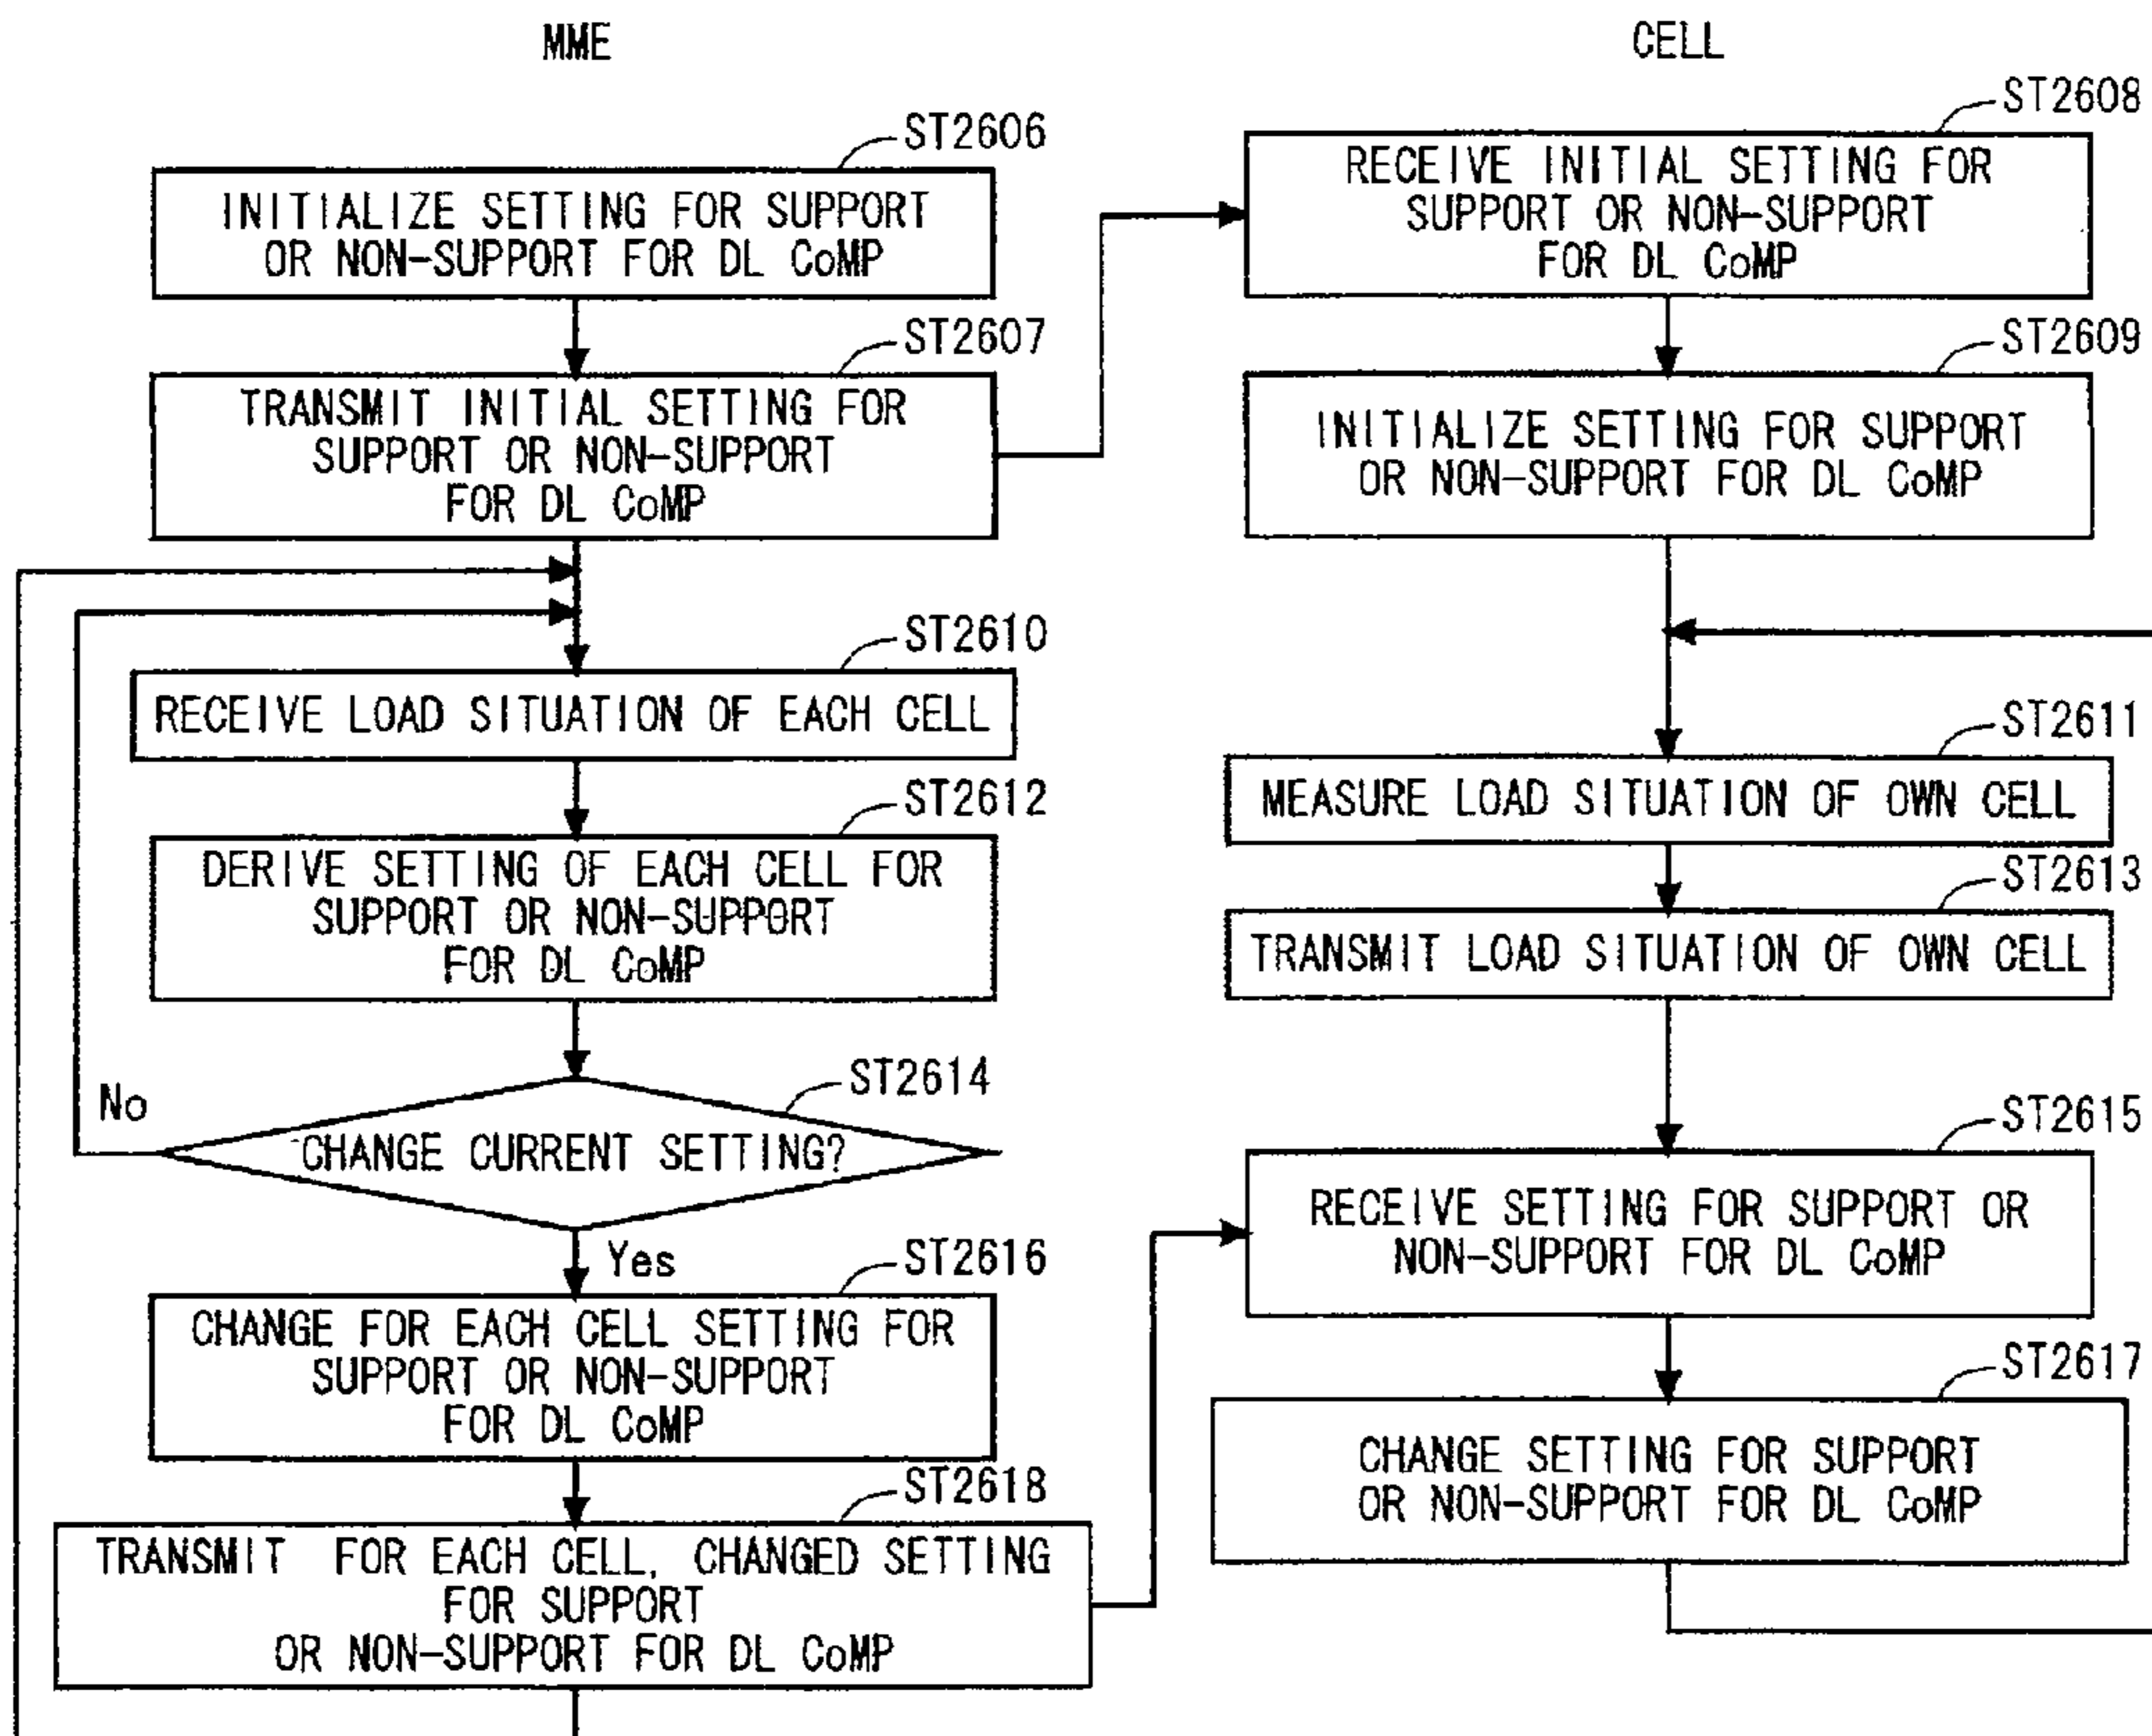 MME
ST2606
INITIALIZE SETTING FOR SUPPORT
OR NON-SUPPORT FOR DL CoMP
ST2607
TRANSMIT INITIAL SETTING FOR
SUPPORT OR NON-SUPPORT
FOR DL CoMP
ST2610
RECEIVE LOAD SITUATION OF EACH CELL
ST2612
DERIVE SETTING OF EACH CELL FOR
SUPPORT OR NON-SUPPORT
FOR DL CoMP
ST2614
No
CHANGE CURRENT SETTING?
Yes
ST2616
CHANGE FOR EACH CELL SETTING FOR
SUPPORT OR NON-SUPPORT
FOR DL CoMP
ST2618
TRANSMIT FOR EACH CELL, CHANGED SETTING
FOR SUPPORT
OR NON-SUPPORT FOR DL CoMP
CELL
ST2608
RECEIVE INITIAL SETTING FOR
SUPPORT OR NON-SUPPORT
FOR DL CoMP
ST2609
INITIALIZE SETTING FOR SUPPORT
OR NON-SUPPORT FOR DL CoMP
ST2611
MEASURE LOAD SITUATION OF OWN CELL
ST2613
TRANSMIT LOAD SITUATION OF OWN CELL
ST2615
RECEIVE SETTING FOR SUPPORT OR
NON-SUPPORT FOR DL CoMP
ST2617
CHANGE SETTING FOR SUPPORT
OR NON-SUPPORT FOR DL CoMP